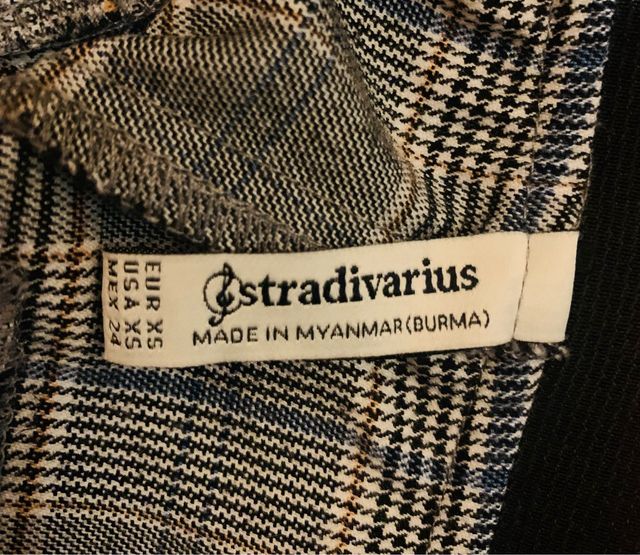 EUR XS
USA XS
MEX 24
stradivarius
MADE IN MYANMAR(BURMA)